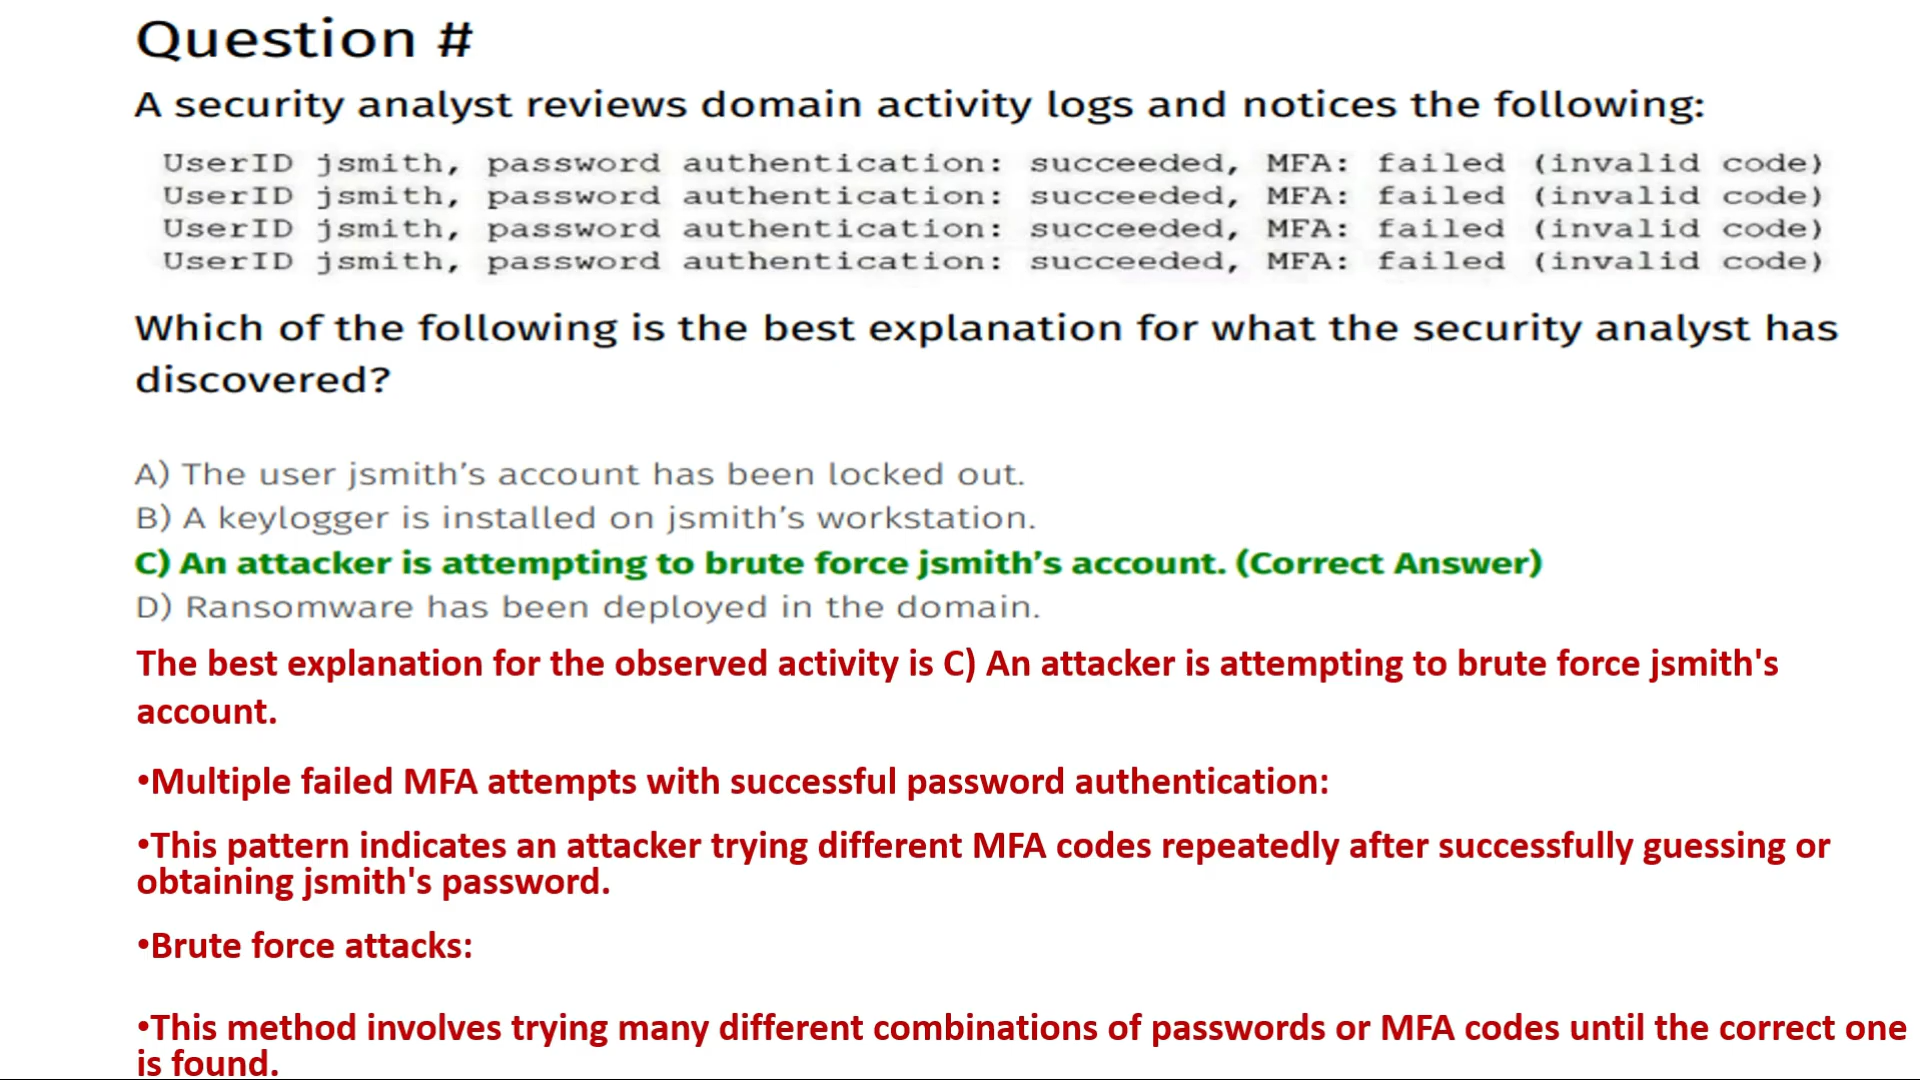 Question #
A security analyst reviews domain activity logs and notices the following:
UserID jsmith, password authentication: succeeded, MFA: failed (invalid code)
UserID jsmith, password authentication: succeeded, MFA: failed (invalid code)
UserID jsmith, password authentication: succeeded, MFA: failed (invalid code)
UserID jsmith, password authentication: succeeded, MFA: failed (invalid code)
Which of the following is the best explanation for what the security analyst has
discovered?
A) The user jsmith’s account has been locked out.
B) A keylogger is installed on jsmith’s workstation.
C) An attacker is attempting to brute force jsmith’s account. (Correct Answer)
D) Ransomware has been deployed in the domain.
The best explanation for the observed activity is C) An attacker is attempting to brute force jsmith's
account.
•Multiple failed MFA attempts with successful password authentication:
•This pattern indicates an attacker trying different MFA codes repeatedly after successfully guessing or
obtaining jsmith's password.
•Brute force attacks:
•This method involves trying many different combinations of passwords or MFA codes until the correct one
is found.